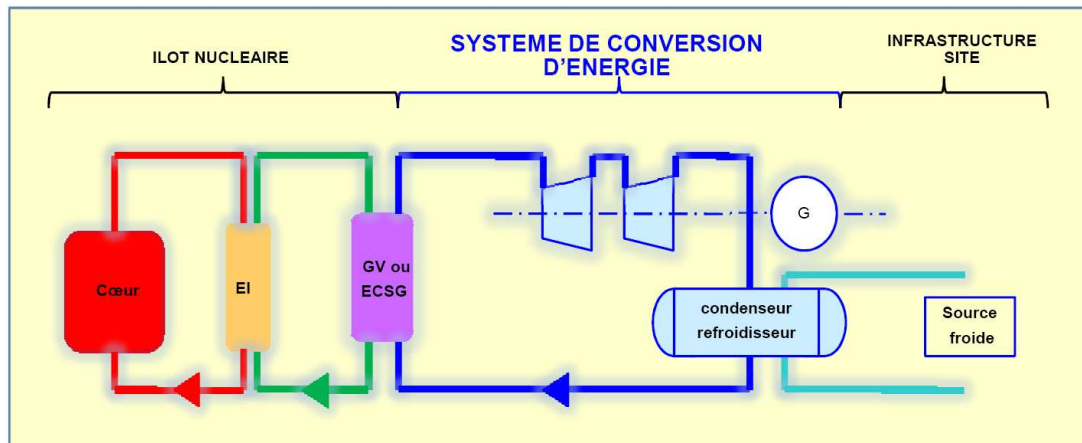 ILOT NUCLEAIRE
SYSTEME DE CONVERSION
D’ENERGIE
INFRASTRUCTURE
SITE
Cœur
EI
GV ou
ECSG
G
condenseur
refroidisseur
Source
froide